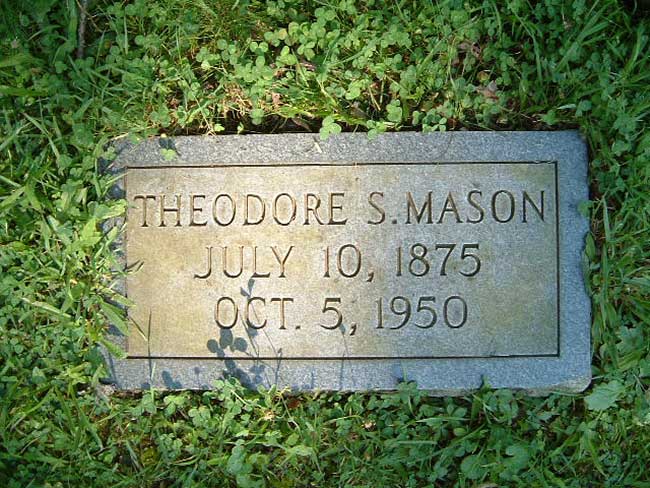 THEODORE S. MASON
JULY 10, 1875
OCT. 5, 1950